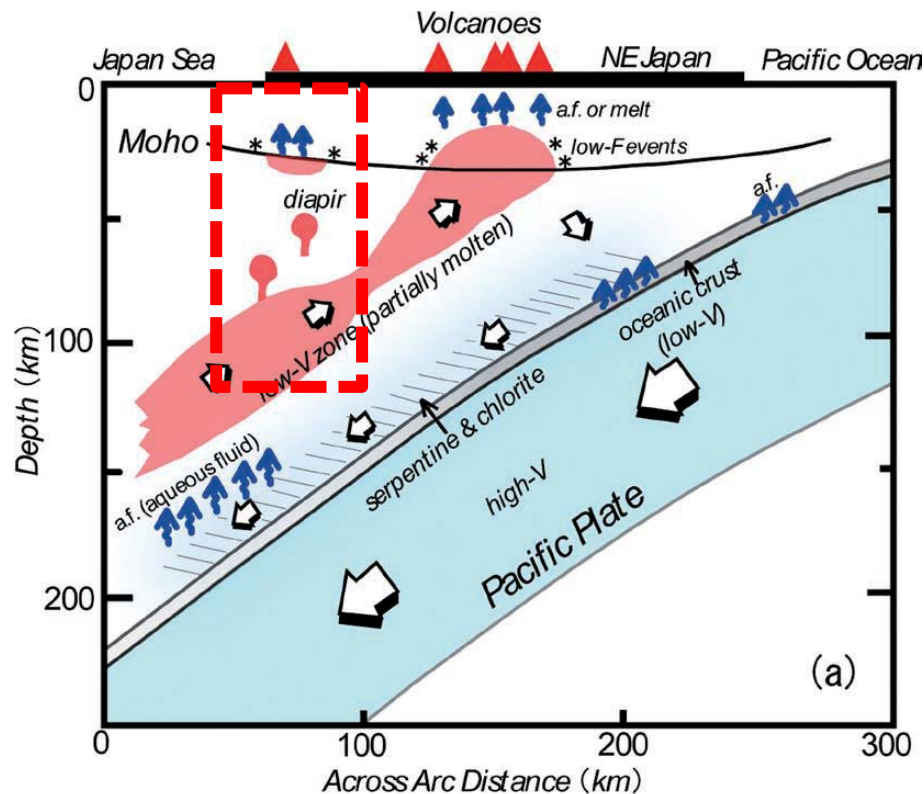 Volcanoes
Japan Sea
NE Japan
Pacific Ocean
0
a.f. or melt
Moho
low-F events
diapir
a.f.
low-V zone (partially molten)
oceanic crust
(low-V)
100
Depth (km)
serpentine & chlorite
a.f. (aqueous fluid)
high-V
Pacific Plate
200
(a)
0
100
200
300
Across Arc Distance (km)